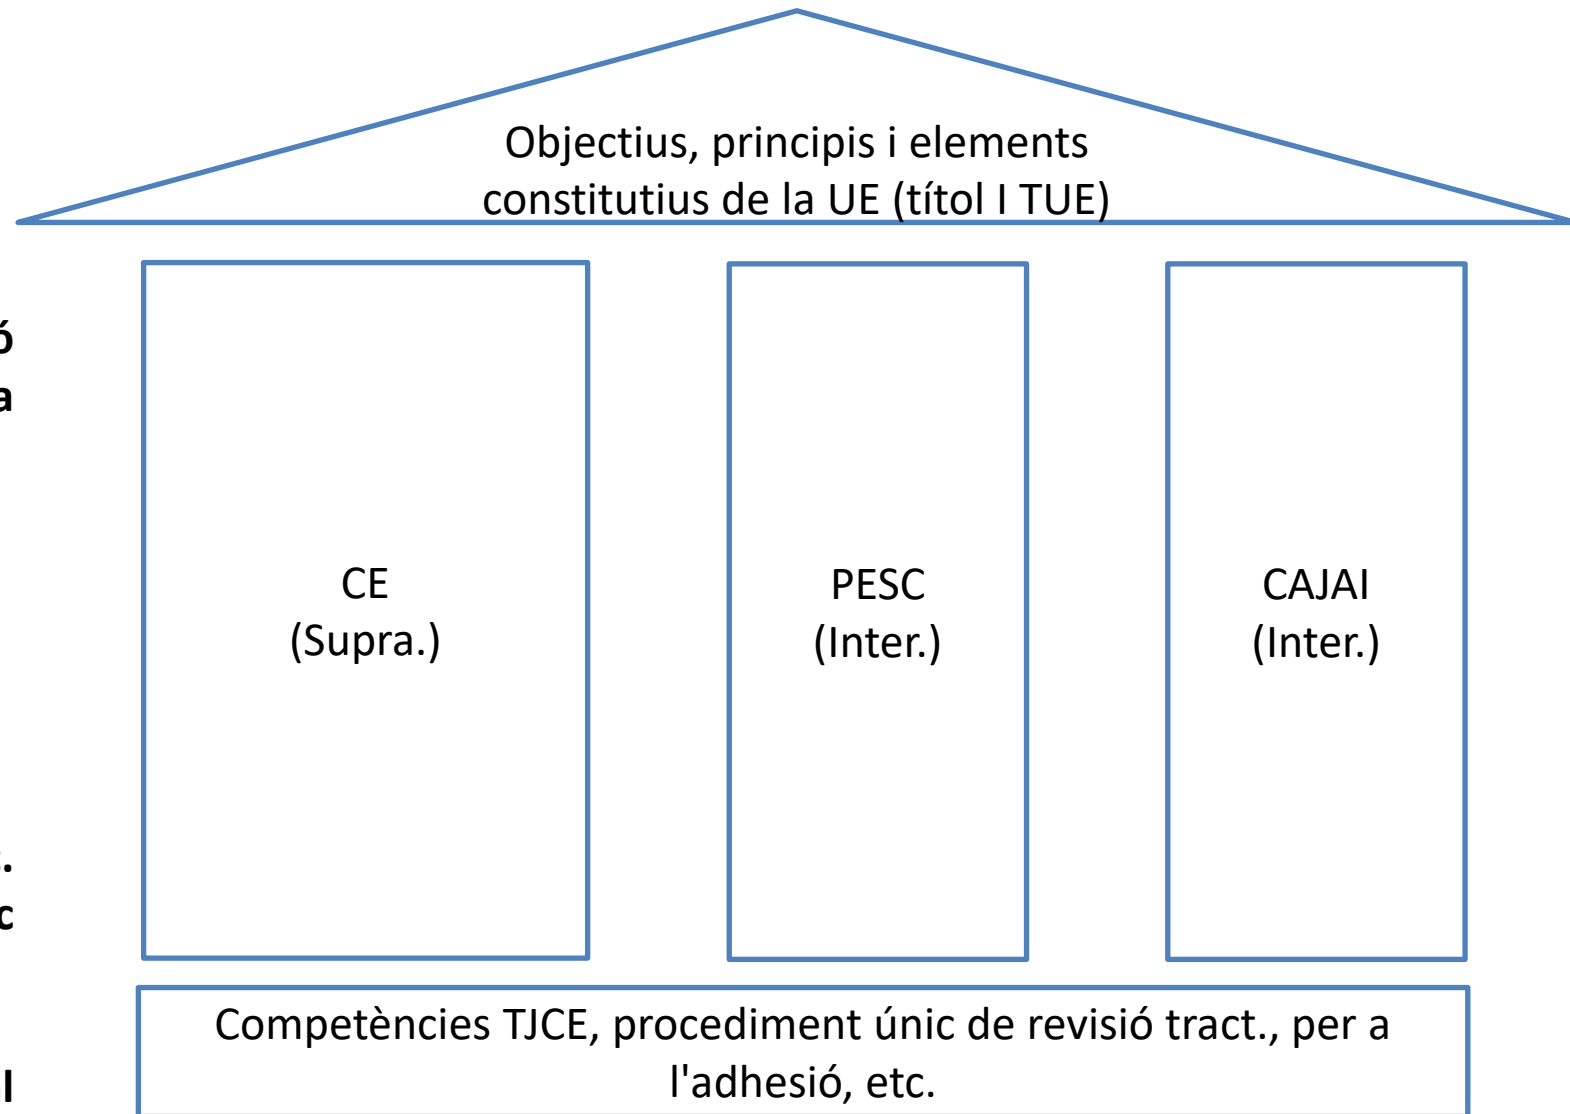 Objectius, principis i elements
constitutius de la UE (títol I TUE)
ó
a
CE
(Supra.)
PESC
(Inter.)
CAJAI
(Inter.)
.
c
Competències TJCE, procediment únic de revisió tract., per a
l'adhesió, etc.
l